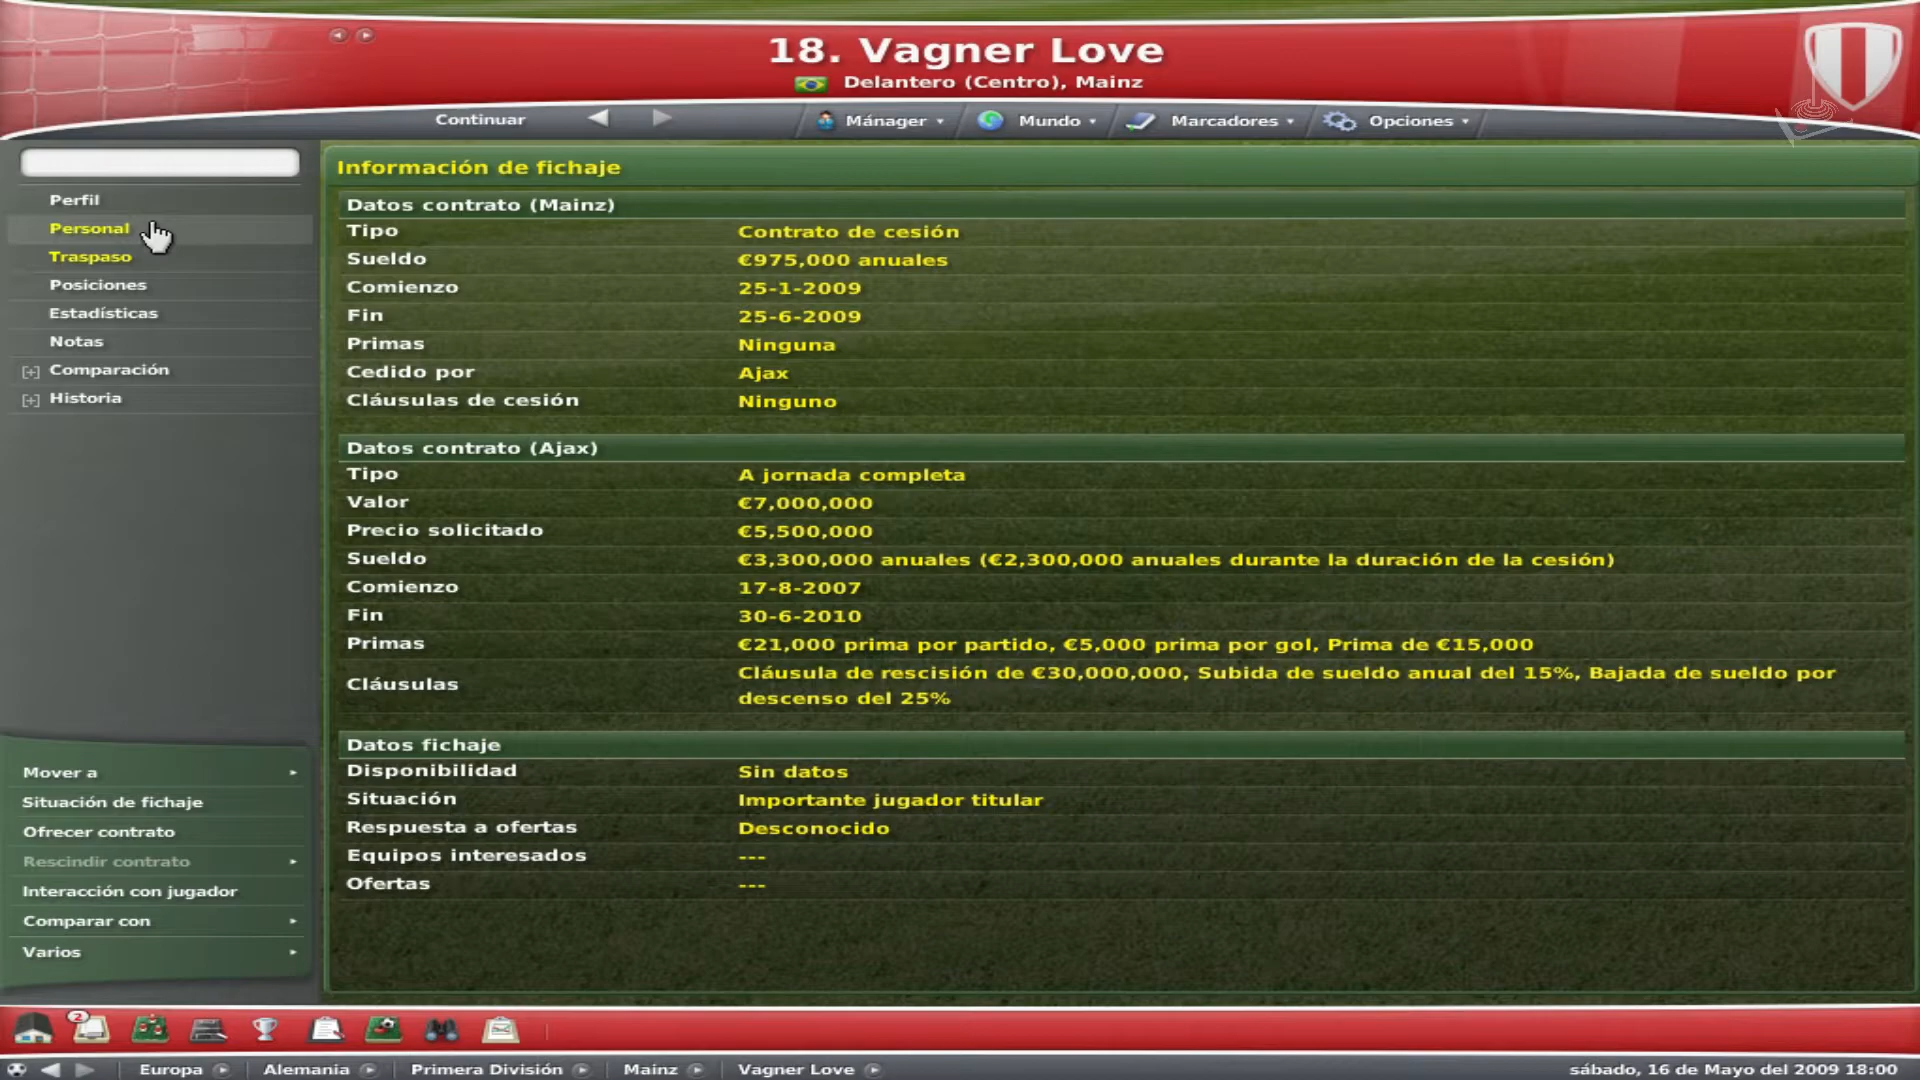 18. Vagner Love
Delantero (Centro), Mainz
Continuar
Mánager
Mundo
Marcadores
Opciones
Perfil
Personal
Traspaso
Posiciones
Estadísticas
Notas
[+] Comparación
[+] Historia
Información de fichaje
Datos contrato (Mainz)
Tipo Contrato de cesión
Sueldo €975,000 anuales
Comienzo 25-1-2009
Fin 25-6-2009
Primas Ninguna
Cedido por Ajax
Cláusulas de cesión Ninguno
Datos contrato (Ajax)
Tipo A jornada completa
Valor €7,000,000
Precio solicitado €5,500,000
Sueldo €3,300,000 anuales (€2,300,000 anuales durante la duración de la cesión)
Comienzo 17-8-2007
Fin 30-6-2010
Primas €21,000 prima por partido, €5,000 prima por gol, Prima de €15,000
Cláusulas Cláusula de rescisión de €30,000,000, Subida de sueldo anual del 15%, Bajada de sueldo por
descenso del 25%
Datos fichaje
Disponibilidad Sin datos
Situación Importante jugador titular
Respuesta a ofertas Desconocido
Equipos interesados ---
Ofertas ---
Mover a
Situación de fichaje
Ofrecer contrato
Rescindir contrato
Interacción con jugador
Comparar con
Varios
2
Europa
Alemania
Primera División
Mainz
Vagner Love
sábado, 16 de Mayo del 2009 18:00